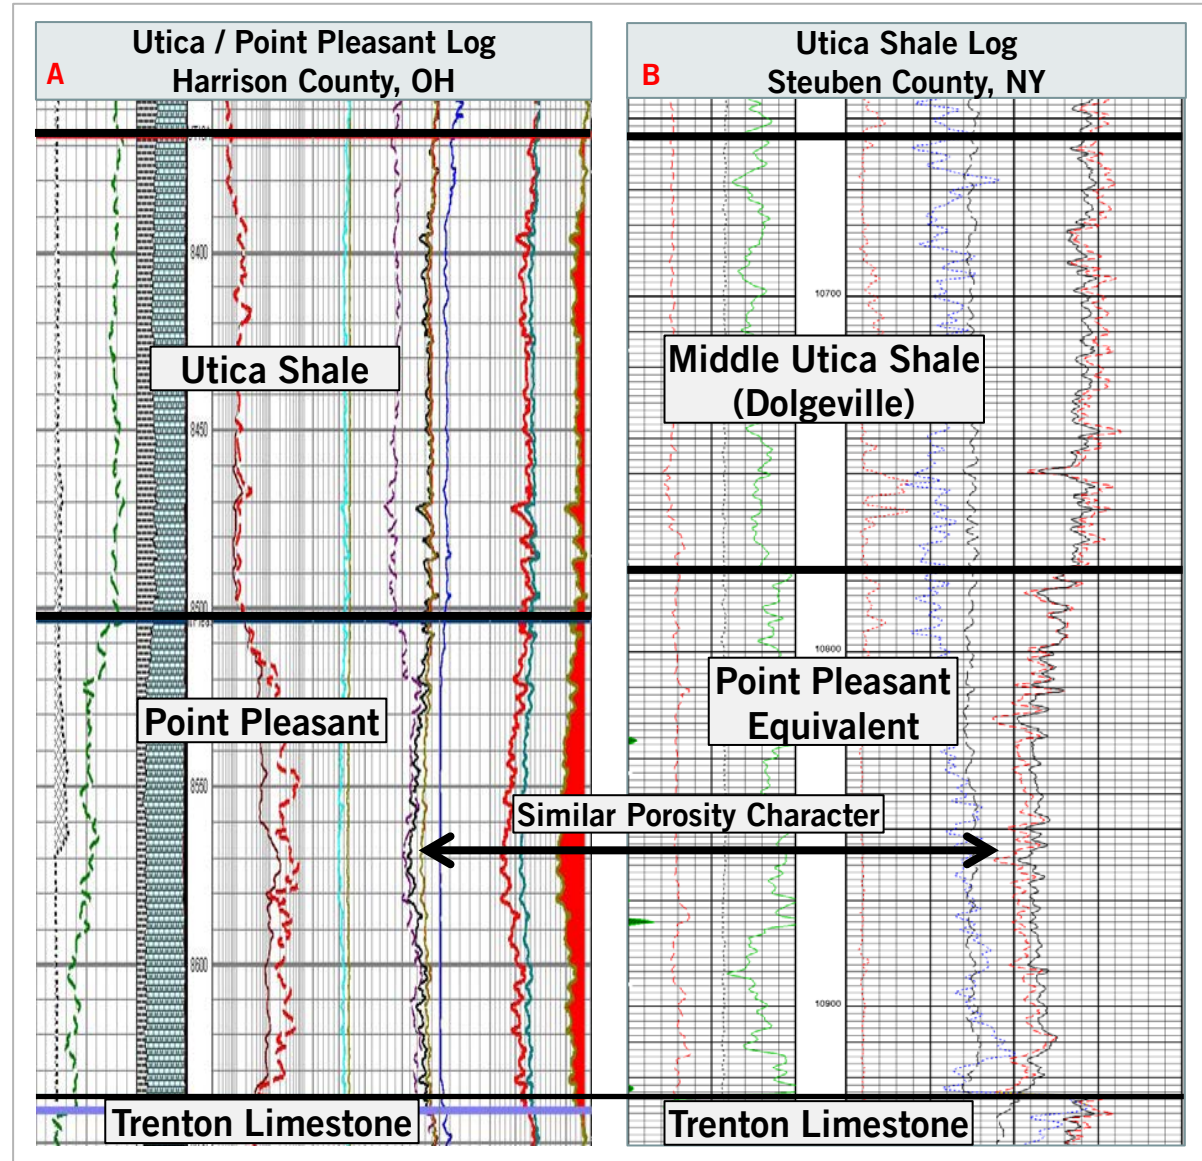 Utica / Point Pleasant Log
Harrison County, OH
A
Utica Shale Log
Steuben County, NY
B
8400
Utica Shale
8450
8500
Point Pleasant
8550
8600
Trenton Limestone
10700
Middle Utica Shale
(Dolgeville)
10800
Point Pleasant
Equivalent
Similar Porosity Character
10900
Trenton Limestone